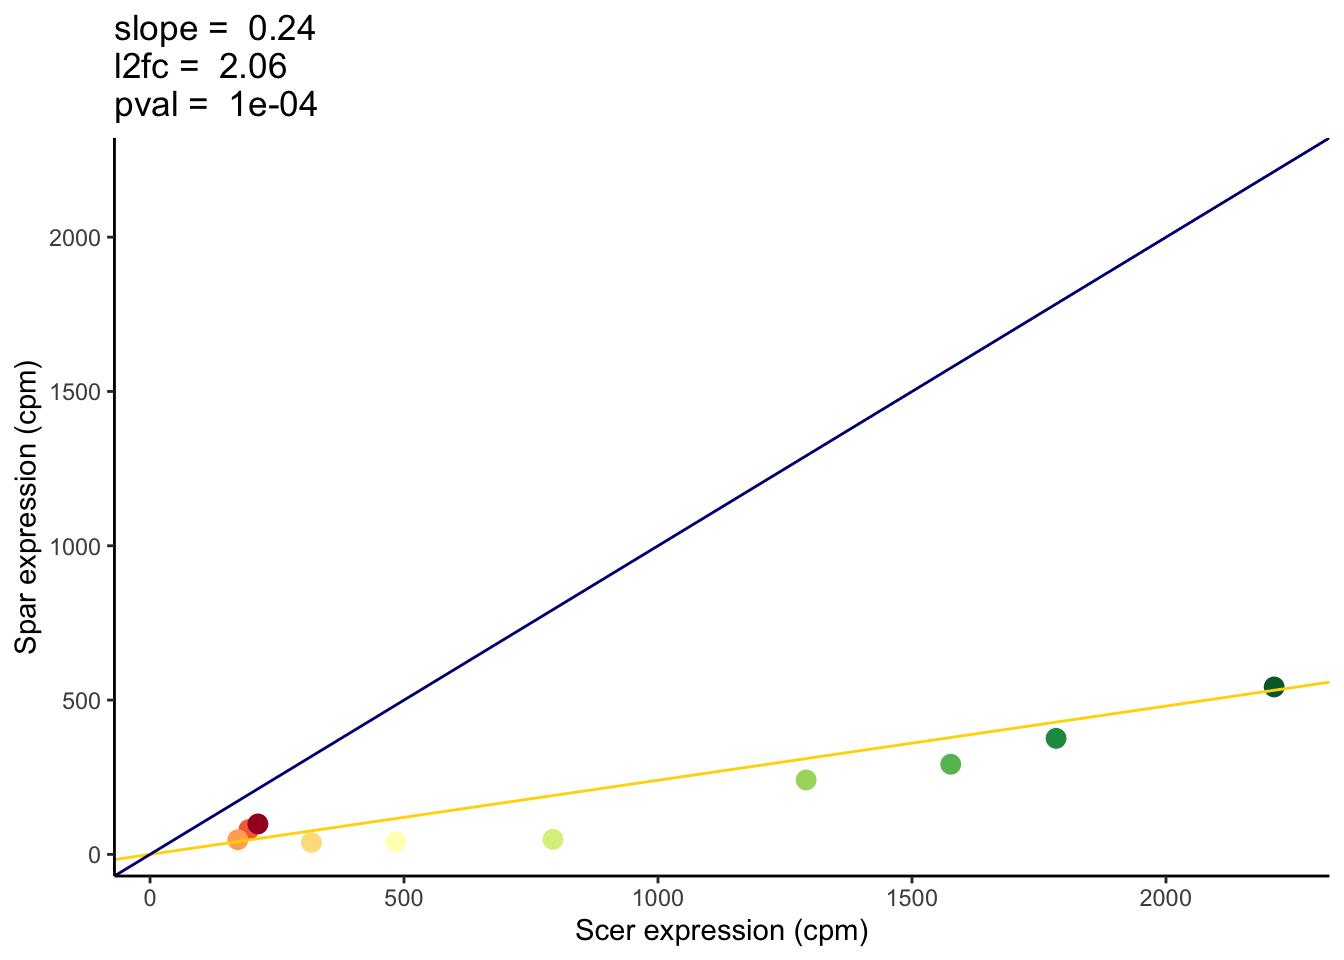 slope =  0.24
l2fc =  2.06
pval =  1e-04
2000
1500
1000
500
0
Spar expression (cpm)
0 500 1000 1500 2000
Scer expression (cpm)